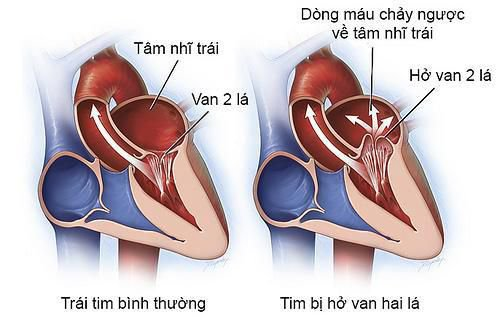 Tâm nhĩ trái
Van 2 lá
Dòng máu chảy ngược
về tâm nhĩ trái
Hở van 2 lá
Trái tim bình thường
Tim bị hở van hai lá